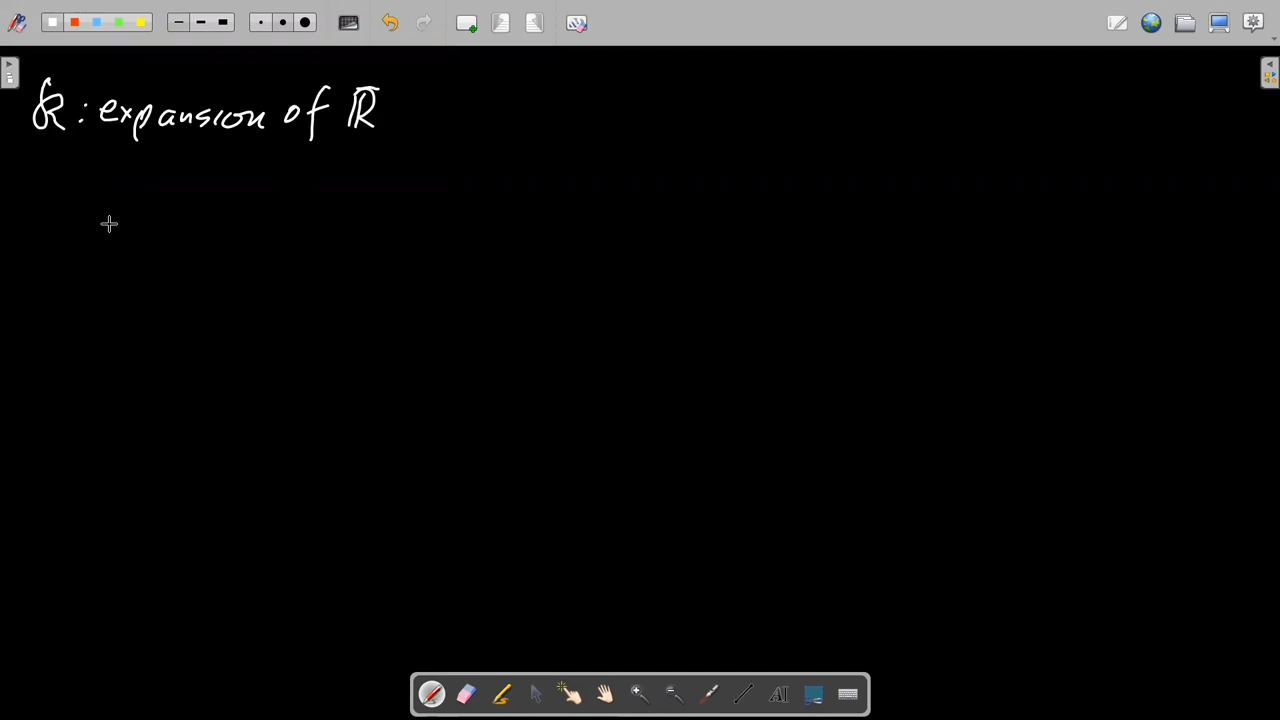 ℛ : expansion of ℝ̅